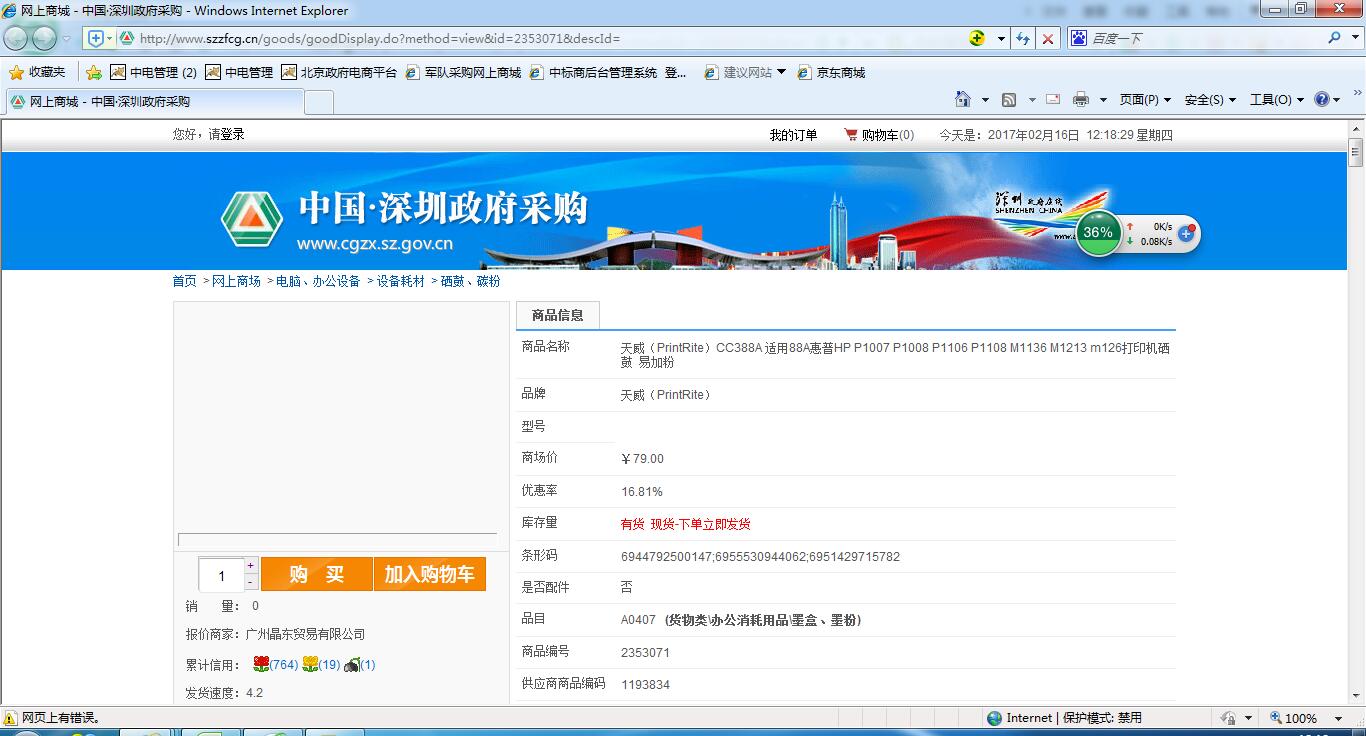 网上商城 - 中国·深圳政府采购 - Windows Internet Explorer
http://www.szzfcg.cn/goods/goodDisplay.do?method=view&id=2353071&descId=
百度一下
收藏夹 中电管理 (2) 中电管理 北京政府电商平台 军队采购网上商城 中标商后台管理系统 登... 建议网站 京东商城
网上商城 - 中国·深圳政府采购
页面(P) 安全(S) 工具(O)
您好，请登录
我的订单 购物车(0) 今天是：2017年02月16日 12:18:29 星期四
中国·深圳政府采购
www.cgzx.sz.gov.cn
深圳 政府在线
SHENZHEN CHINA
36%
0K/s
0.08K/s
首页 >网上商场 >电脑、办公设备 >设备耗材 >硒鼓、碳粉
商品信息
商品名称 天威（PrintRite）CC388A 适用88A惠普HP P1007 P1008 P1106 P1108 M1136 M1213 m126打印机硒
鼓 易加粉
品牌 天威（PrintRite）
型号
商场价 ￥79.00
优惠率 16.81%
库存量 有货 现货-下单立即发货
条形码 6944792500147;6955530944062;6951429715782
是否配件 否
品目 A0407 (货物类\办公消耗用品\墨盒、墨粉)
商品编号 2353071
供应商商品编码 1193834
1 + - 购 买 加入购物车
销 量： 0
报价商家：广州晶东贸易有限公司
累计信用： (764) (19) (1)
发货速度：4.2
网页上有错误。
Internet | 保护模式: 禁用
100%